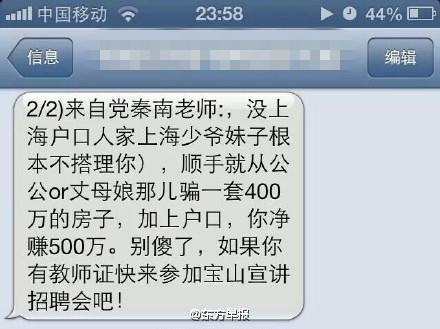 中国移动 23:58 44%
信息 编辑
2/2)来自党秦南老师:，没上
海户口人家上海少爷妹子根
本不搭理你），顺手就从公
公or丈母娘那儿骗一套400
万的房子，加上户口，你净
赚500万。别傻了，如果你
有教师证快来参加宝山宣讲
招聘会吧！
@东方早报